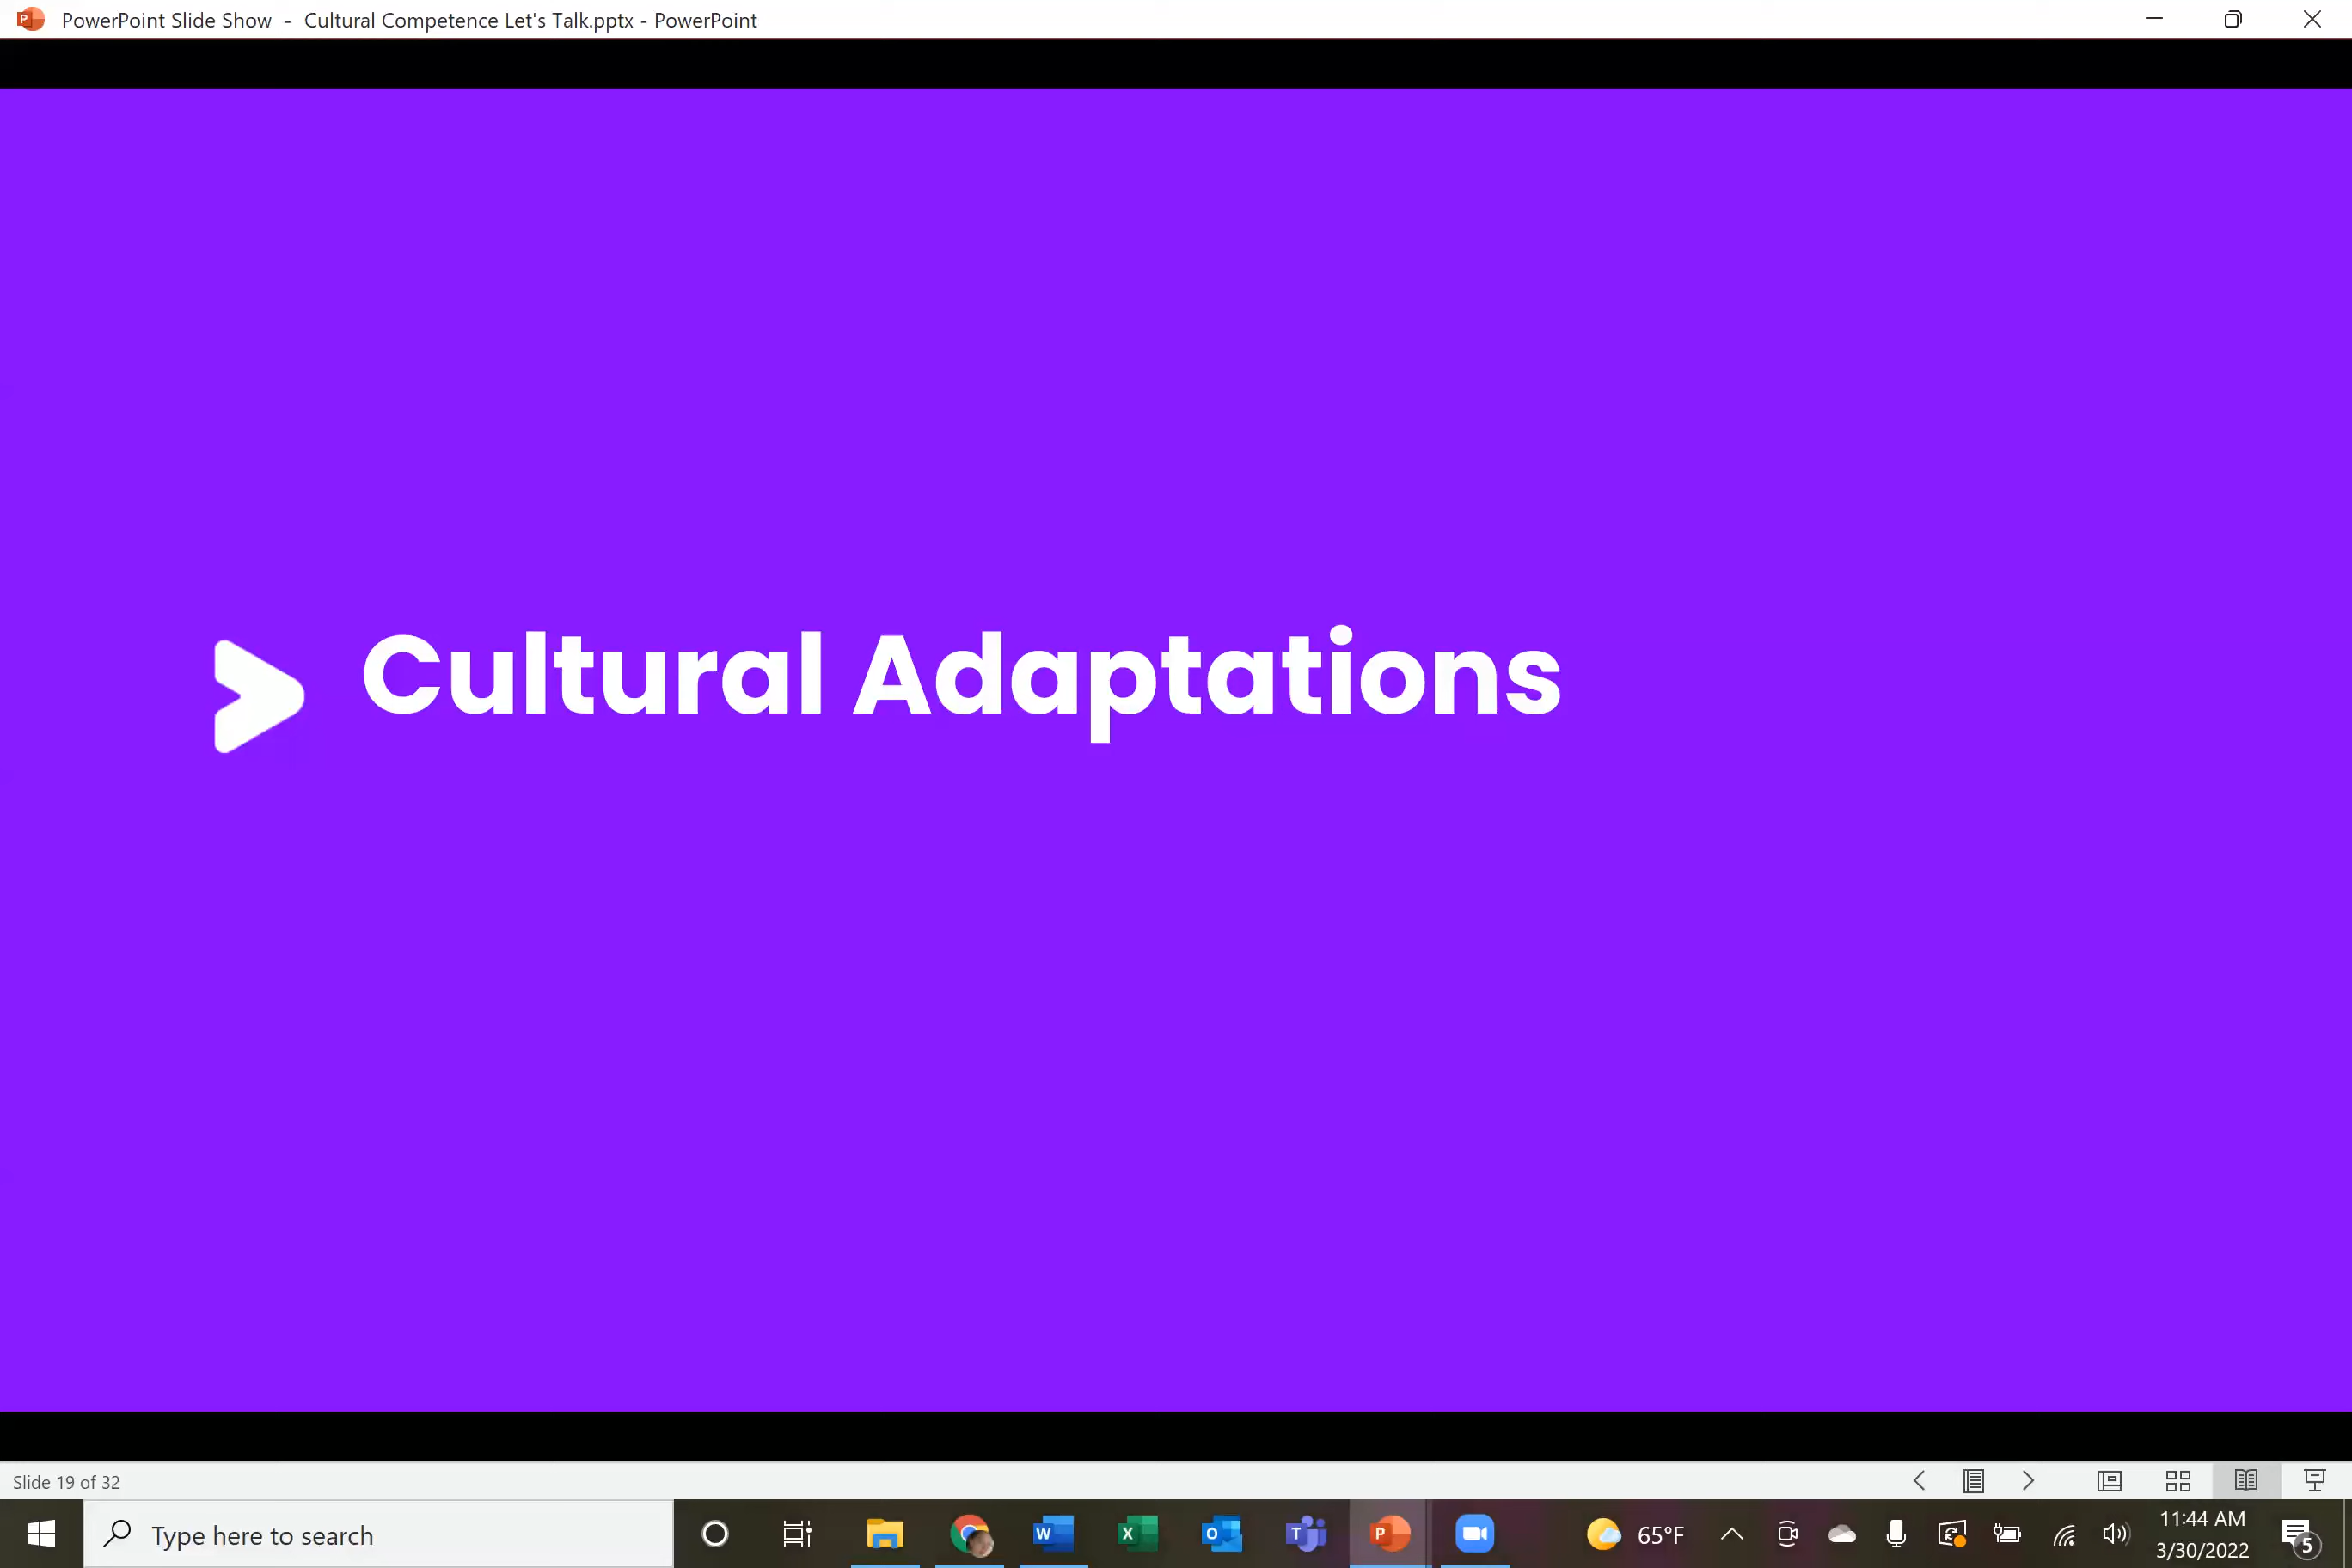 PowerPoint Slide Show - Cultural Competence Let's Talk.pptx - PowerPoint
Cultural Adaptations
Slide 19 of 32
Type here to search
65°F
11:44 AM
3/30/2022
5